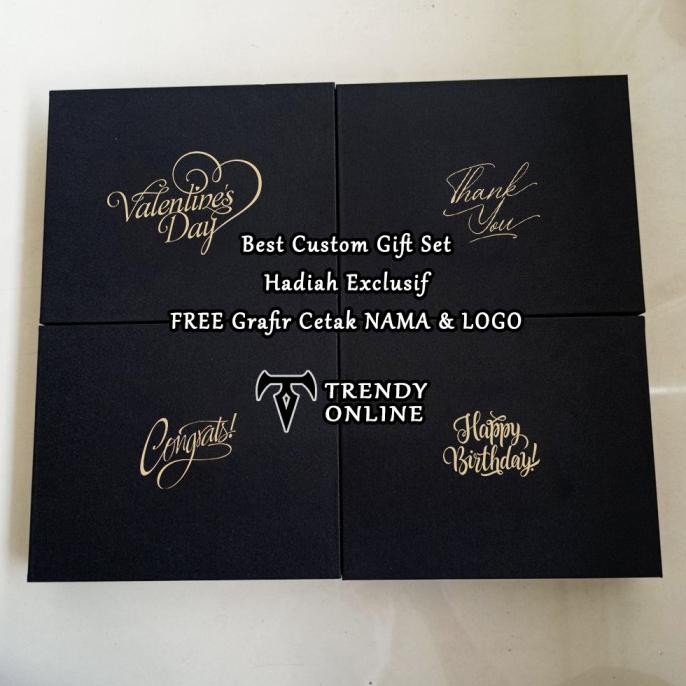 Valentine's
Day
Thank
You
Best Custom Gift Set
Hadiah Exclusif
FREE Grafir Cetak NAMA & LOGO
TRENDY
ONLINE
Congrats!
Happy
Birthday!